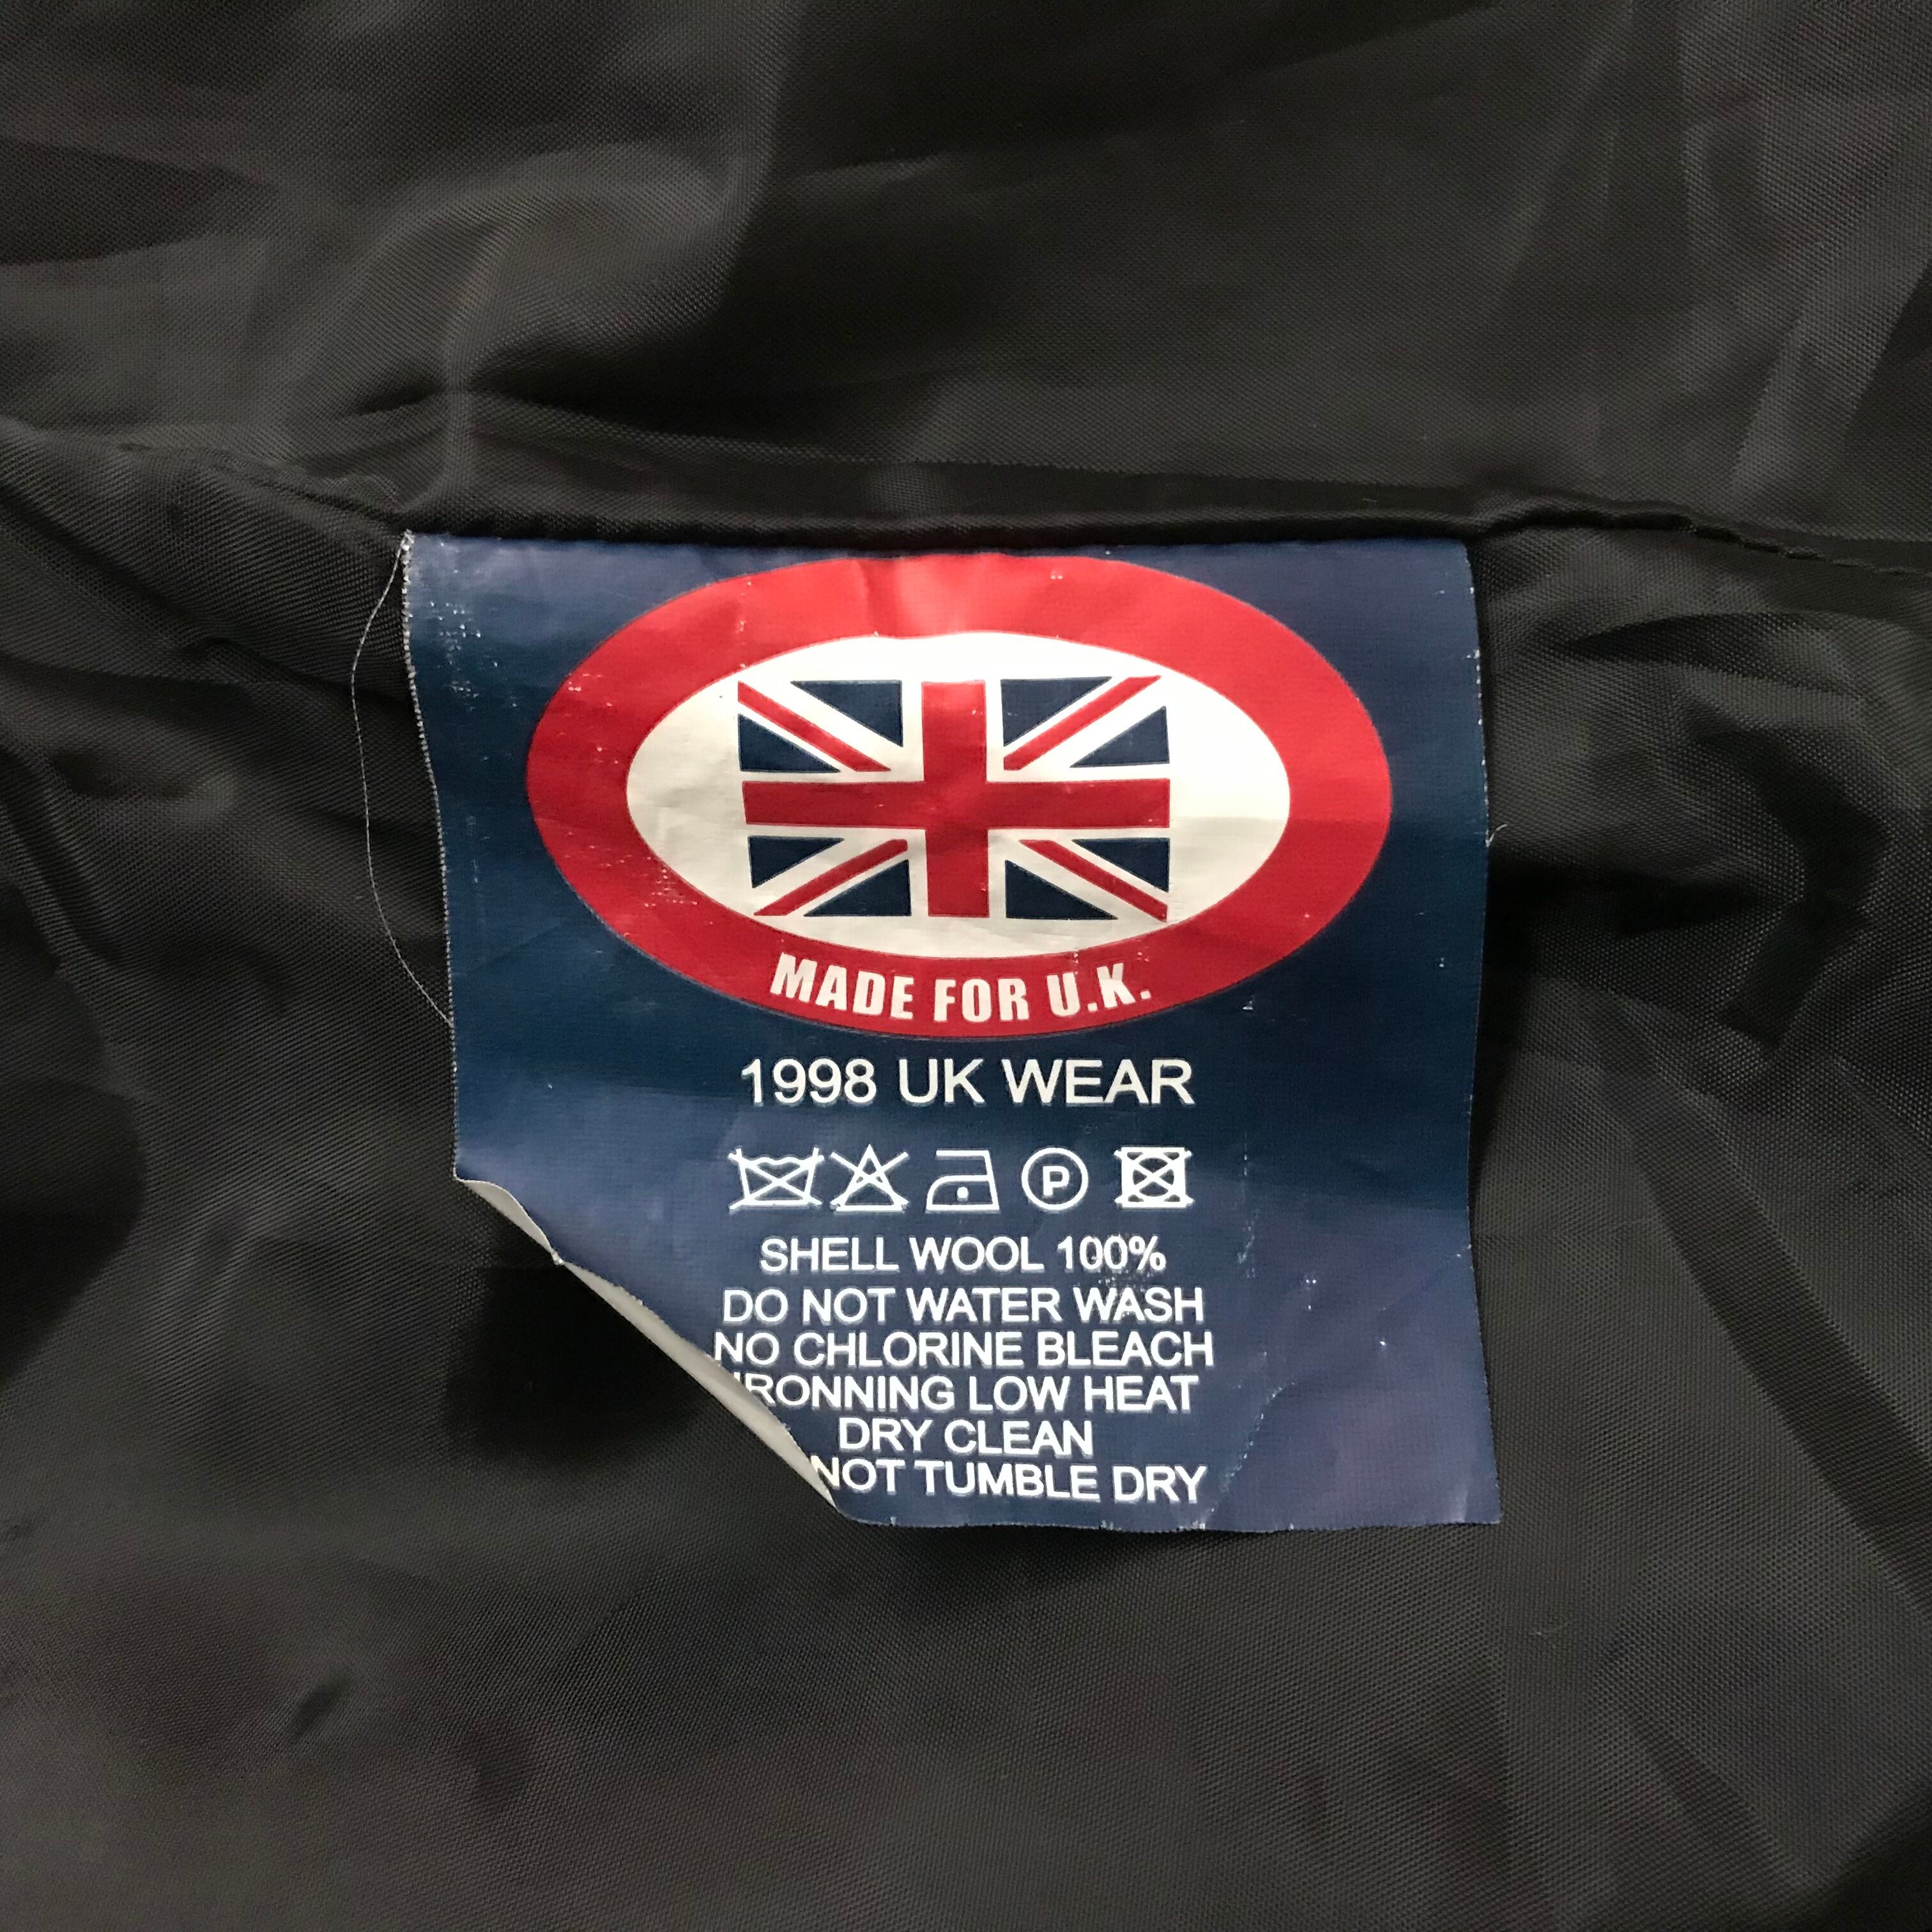 MADE FOR U.K.
1998 UK WEAR
P
SHELL WOOL 100%
DO NOT WATER WASH
NO CHLORINE BLEACH
IRONNING LOW HEAT
DRY CLEAN
NOT TUMBLE DRY